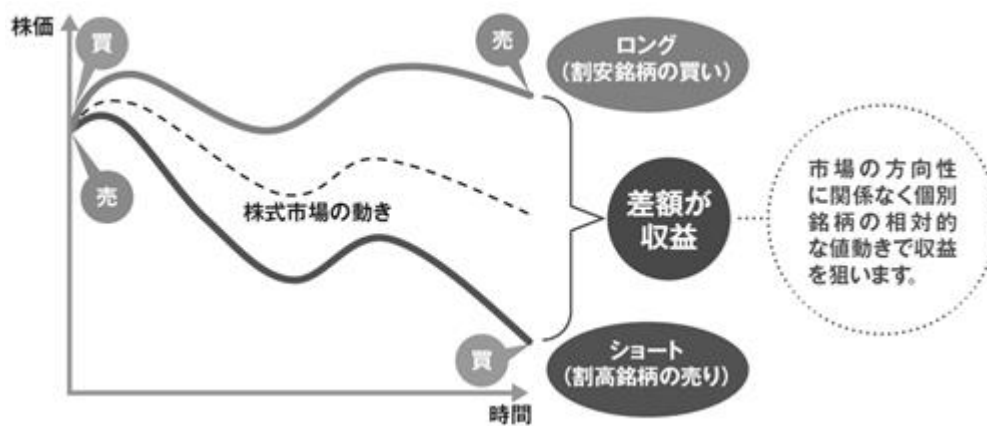 株価
買
売
ロング
(割安銘柄の買い)
売
株式市場の動き
差額が
収益
市場の方向性
に関係なく個別
銘柄の相対的
な値動きで収益
を狙います。
買
ショート
(割高銘柄の売り)
時間